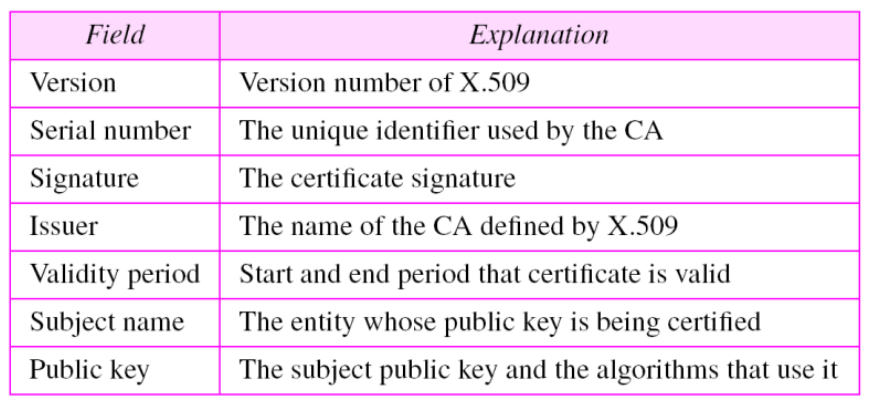 Field Explanation
Version Version number of X.509
Serial number The unique identifier used by the CA
Signature The certificate signature
Issuer The name of the CA defined by X.509
Validity period Start and end period that certificate is valid
Subject name The entity whose public key is being certified
Public key The subject public key and the algorithms that use it